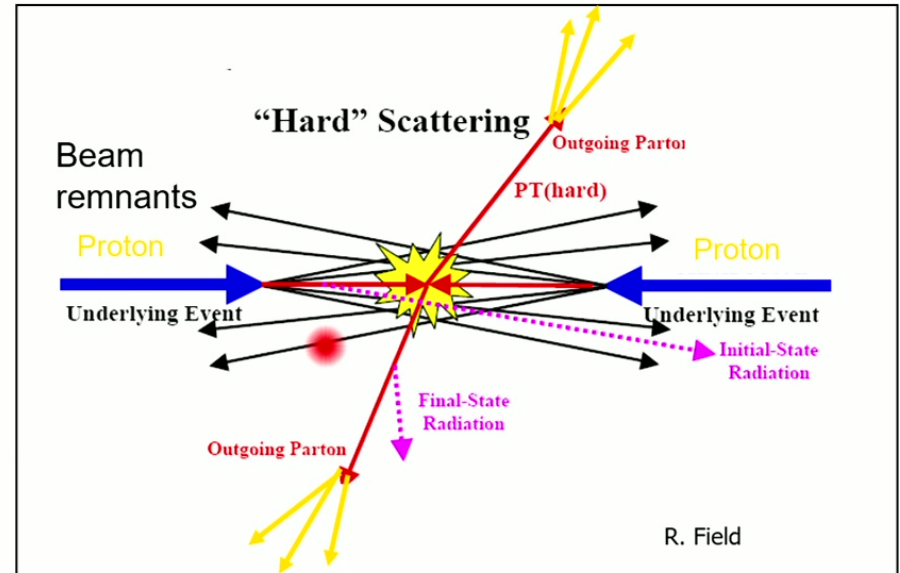 “Hard” Scattering
Outgoing Parto
PT(hard)
Beam
remnants
Proton
Proton
Underlying Event
Underlying Event
Initial-State
Radiation
Final-State
Radiation
Outgoing Parton
R. Field